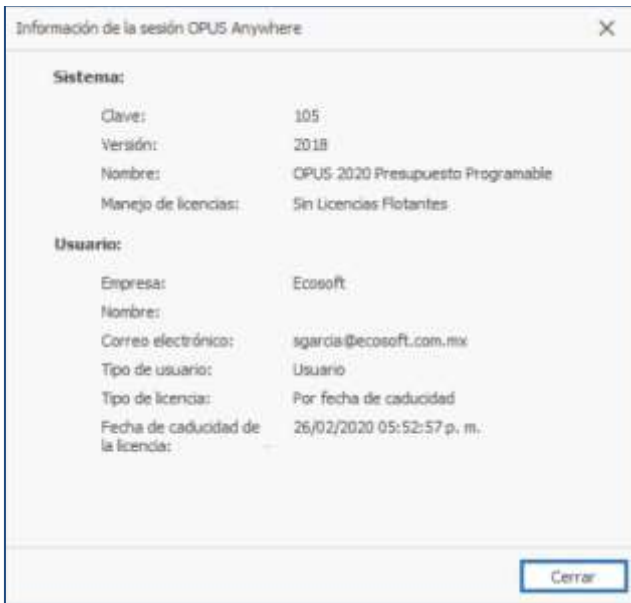 Información de la sesión OPUS Anywhere
Sistema:
Clave: 105
Versión: 2018
Nombre: OPUS 2020 Presupuesto Programable
Manejo de licencias: Sin Licencias Flotantes
Usuario:
Empresa: Ecosoft
Nombre:
Correo electrónico: sgarcia@ecosoft.com.mx
Tipo de usuario: Usuario
Tipo de licencia: Por fecha de caducidad
Fecha de caducidad de 26/02/2020 05:52:57 p. m.
la licencia:
Cerrar